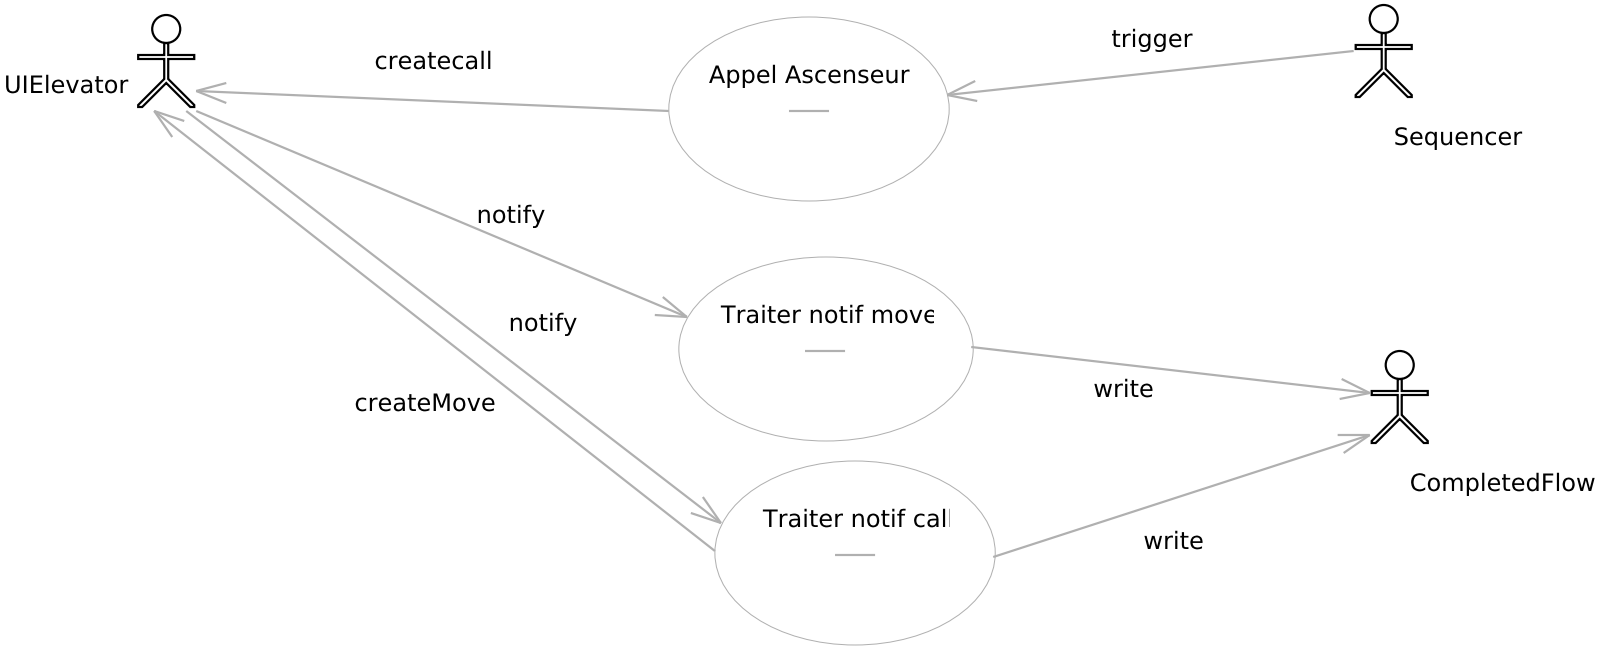 trigger
createcall
Appel Ascenseur
UIElevator
Sequencer
notify
Traiter notif move
notify
write
createMove
CompletedFlow
Traiter notif call
write